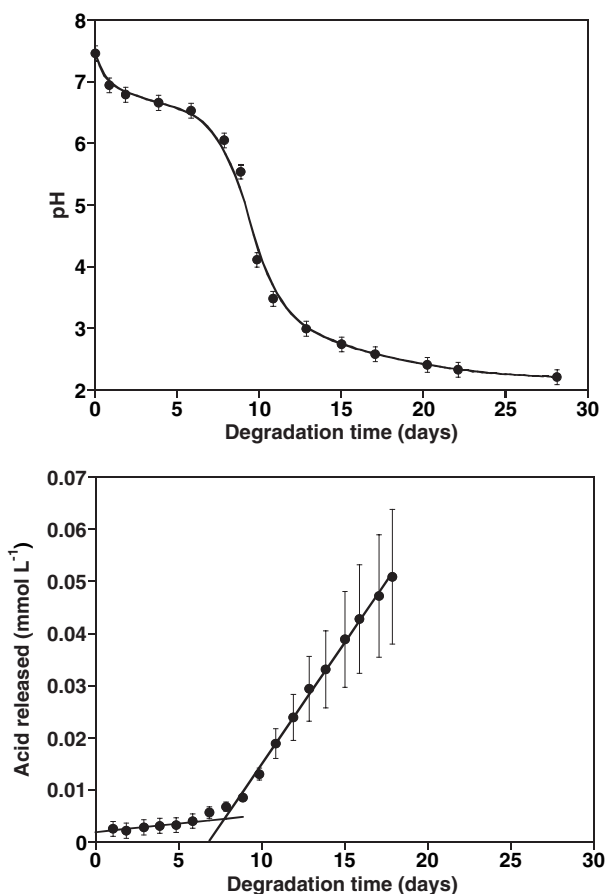 8
7
6
5
4
3
2
pH
0 5 10 15 20 25 30
Degradation time (days)
0.07
0.06
0.05
0.04
0.03
0.02
0.01
0
Acid released (mmol L⁻¹)
0 5 10 15 20 25 30
Degradation time (days)